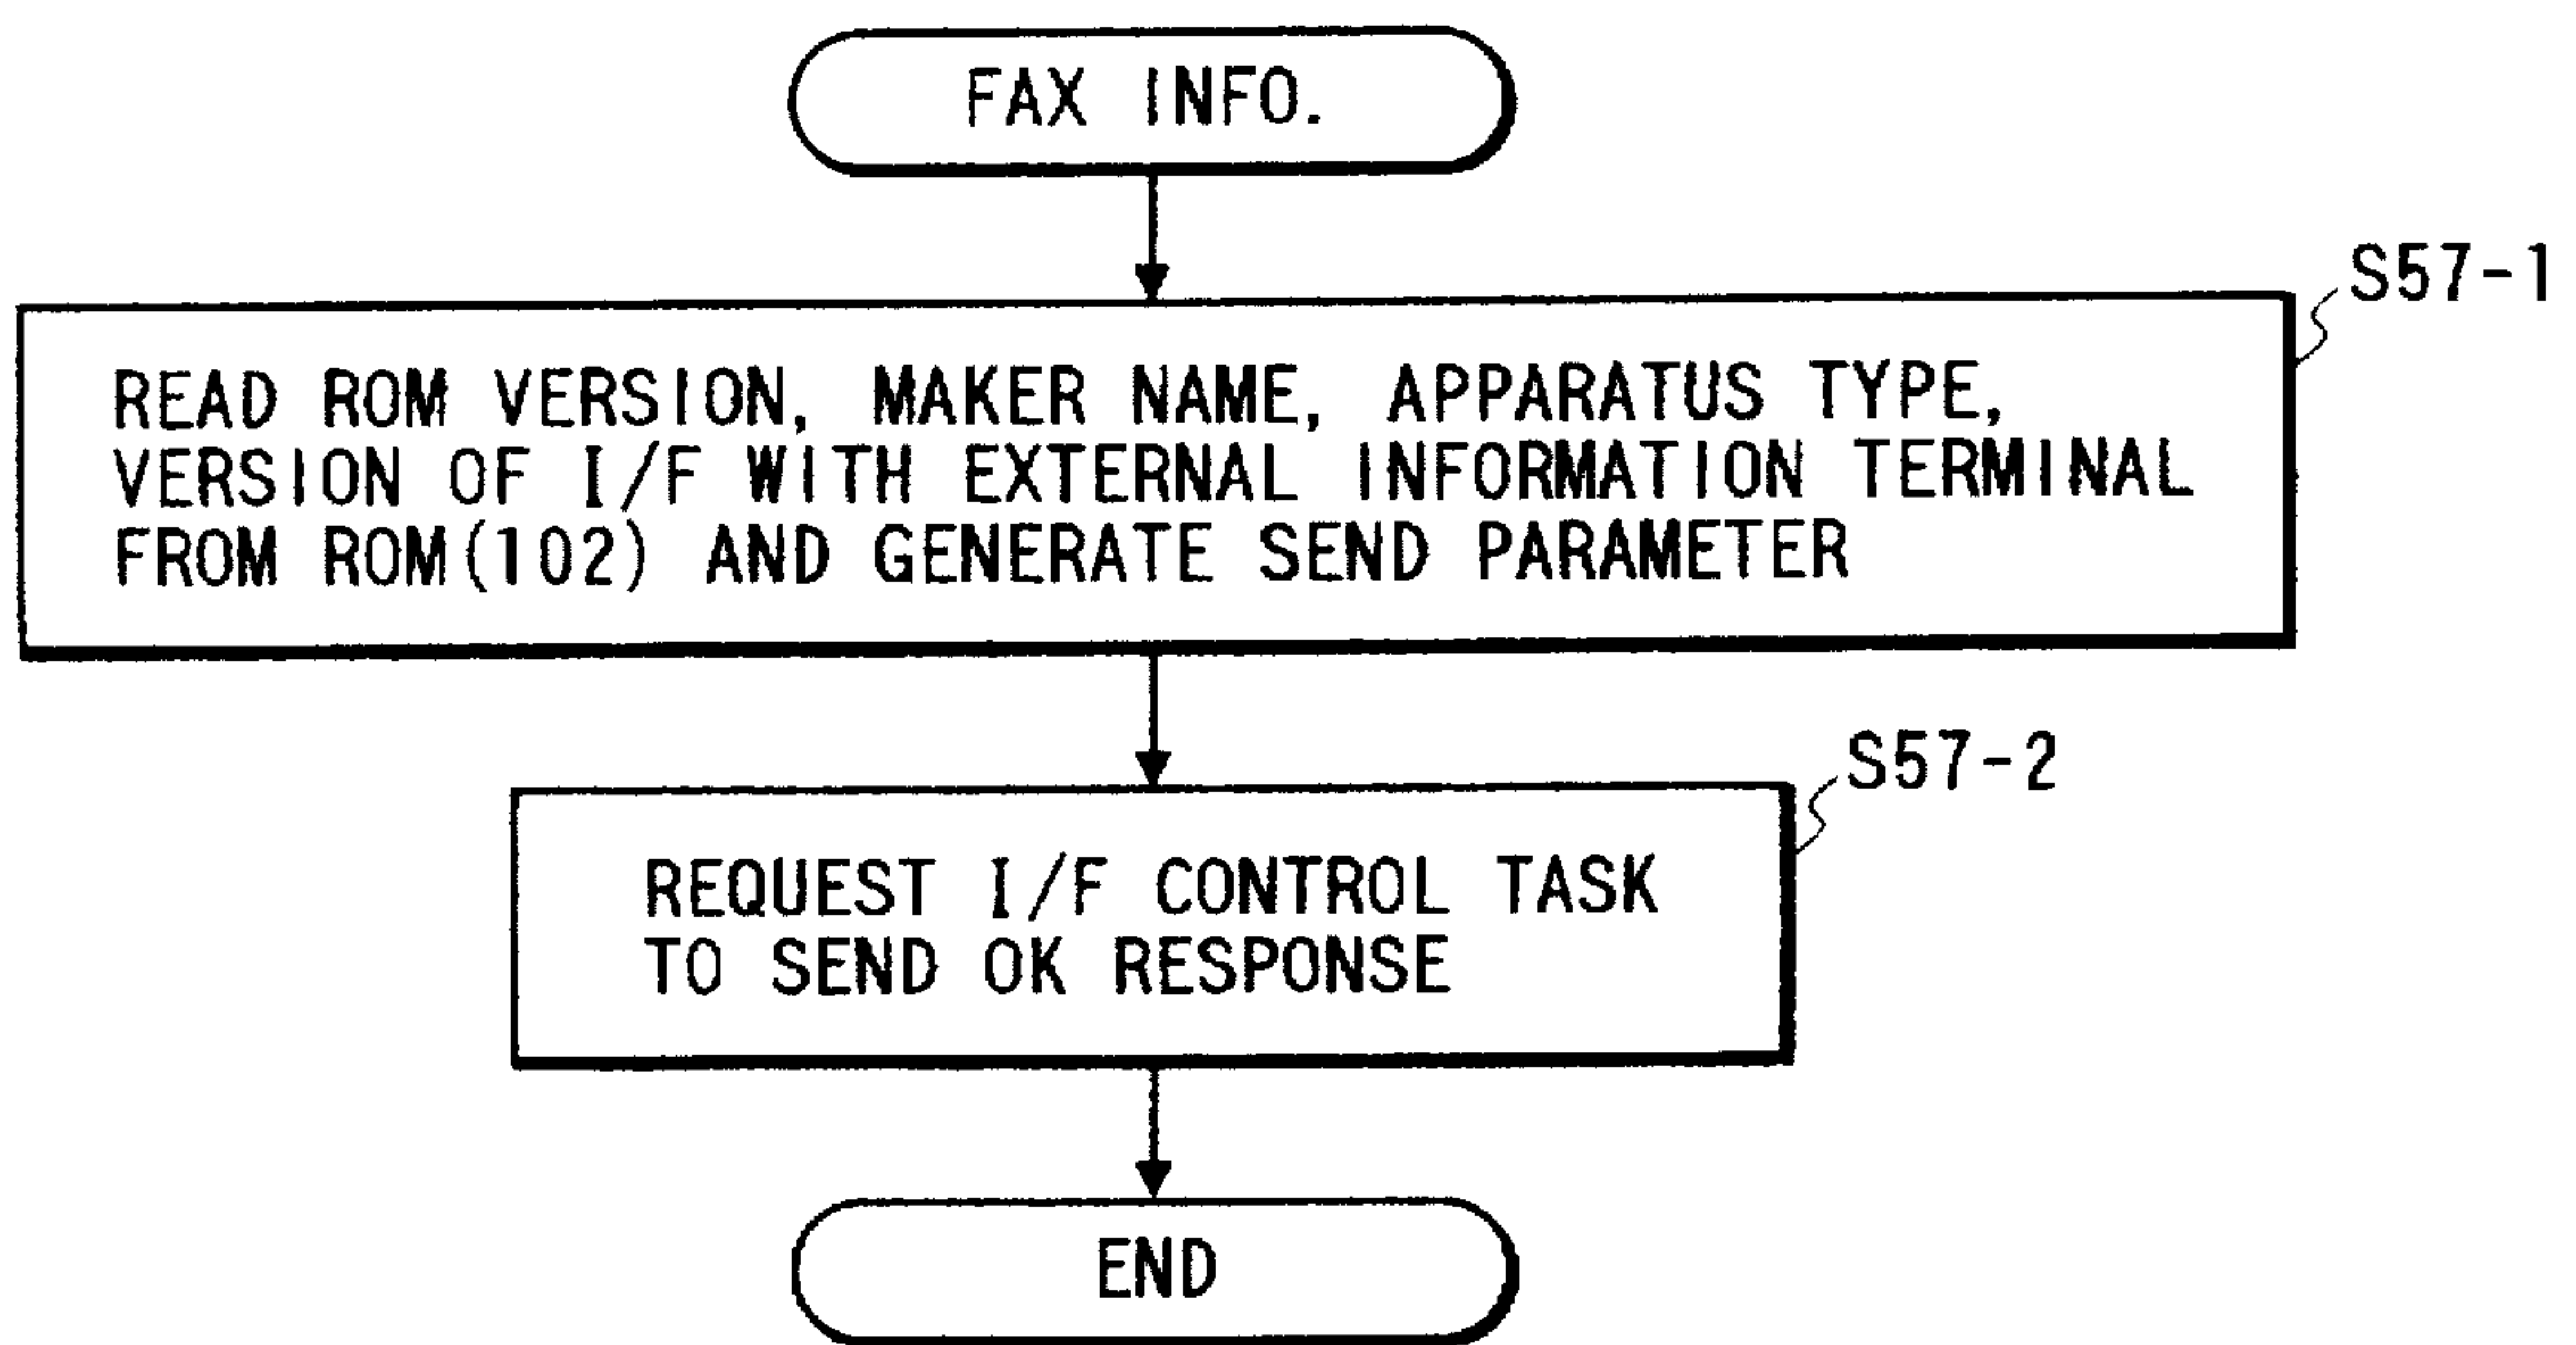 FAX INFO.
S57-1
READ ROM VERSION, MAKER NAME, APPARATUS TYPE,
VERSION OF I/F WITH EXTERNAL INFORMATION TERMINAL
FROM ROM(102) AND GENERATE SEND PARAMETER
S57-2
REQUEST I/F CONTROL TASK
TO SEND OK RESPONSE
END